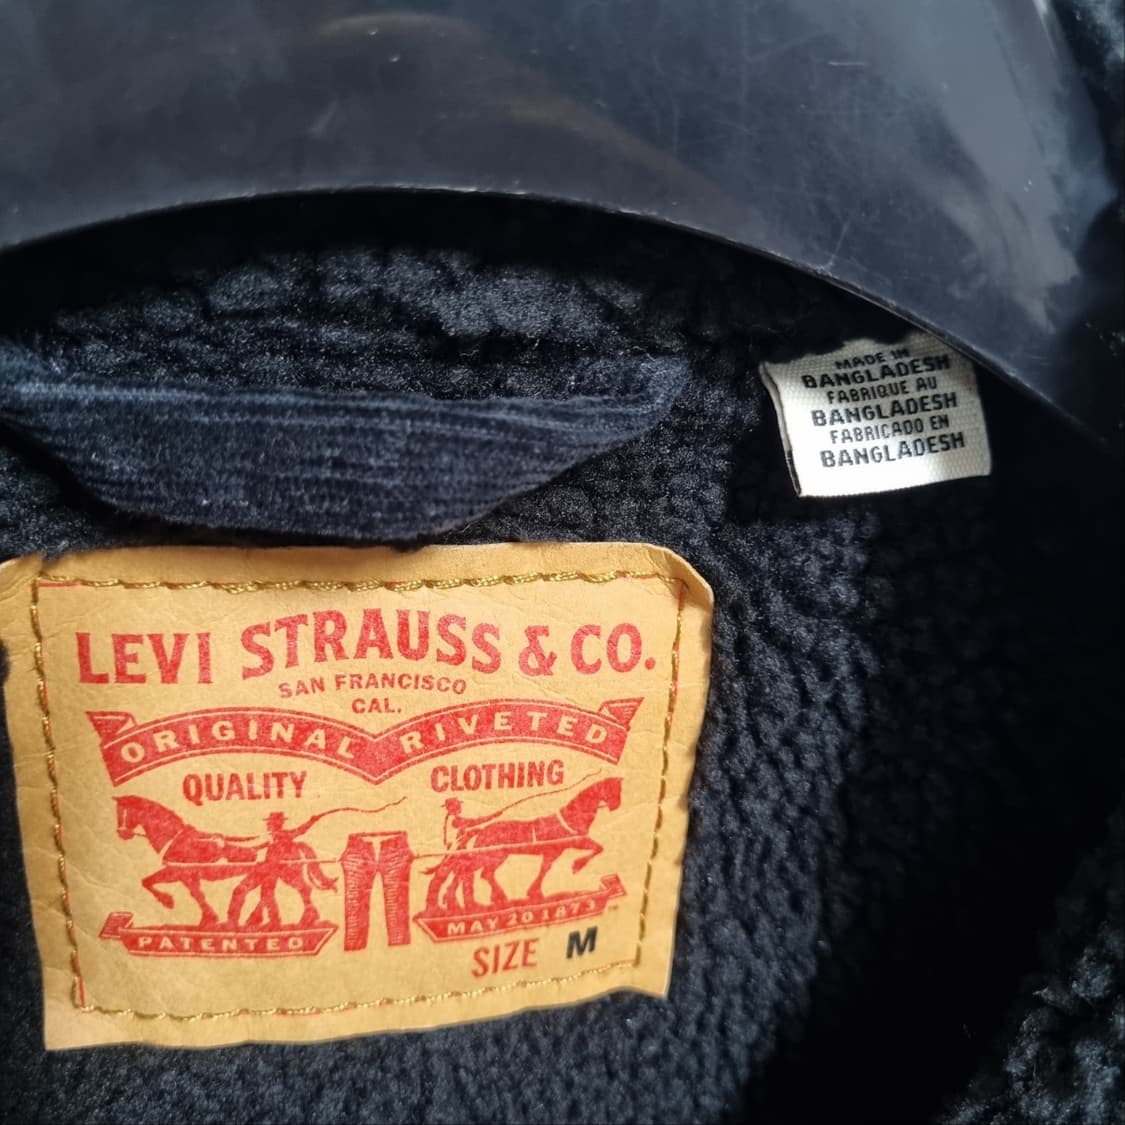 MADE IN
BANGLADESH
FABRIQUE AU
BANGLADESH
FABRICADO EN
BANGLADESH
LEVI STRAUSS & CO.
SAN FRANCISCO
CAL.
ORIGINAL RIVETED
QUALITY CLOTHING
PATENTED MAY 20 1873 ™
SIZE M